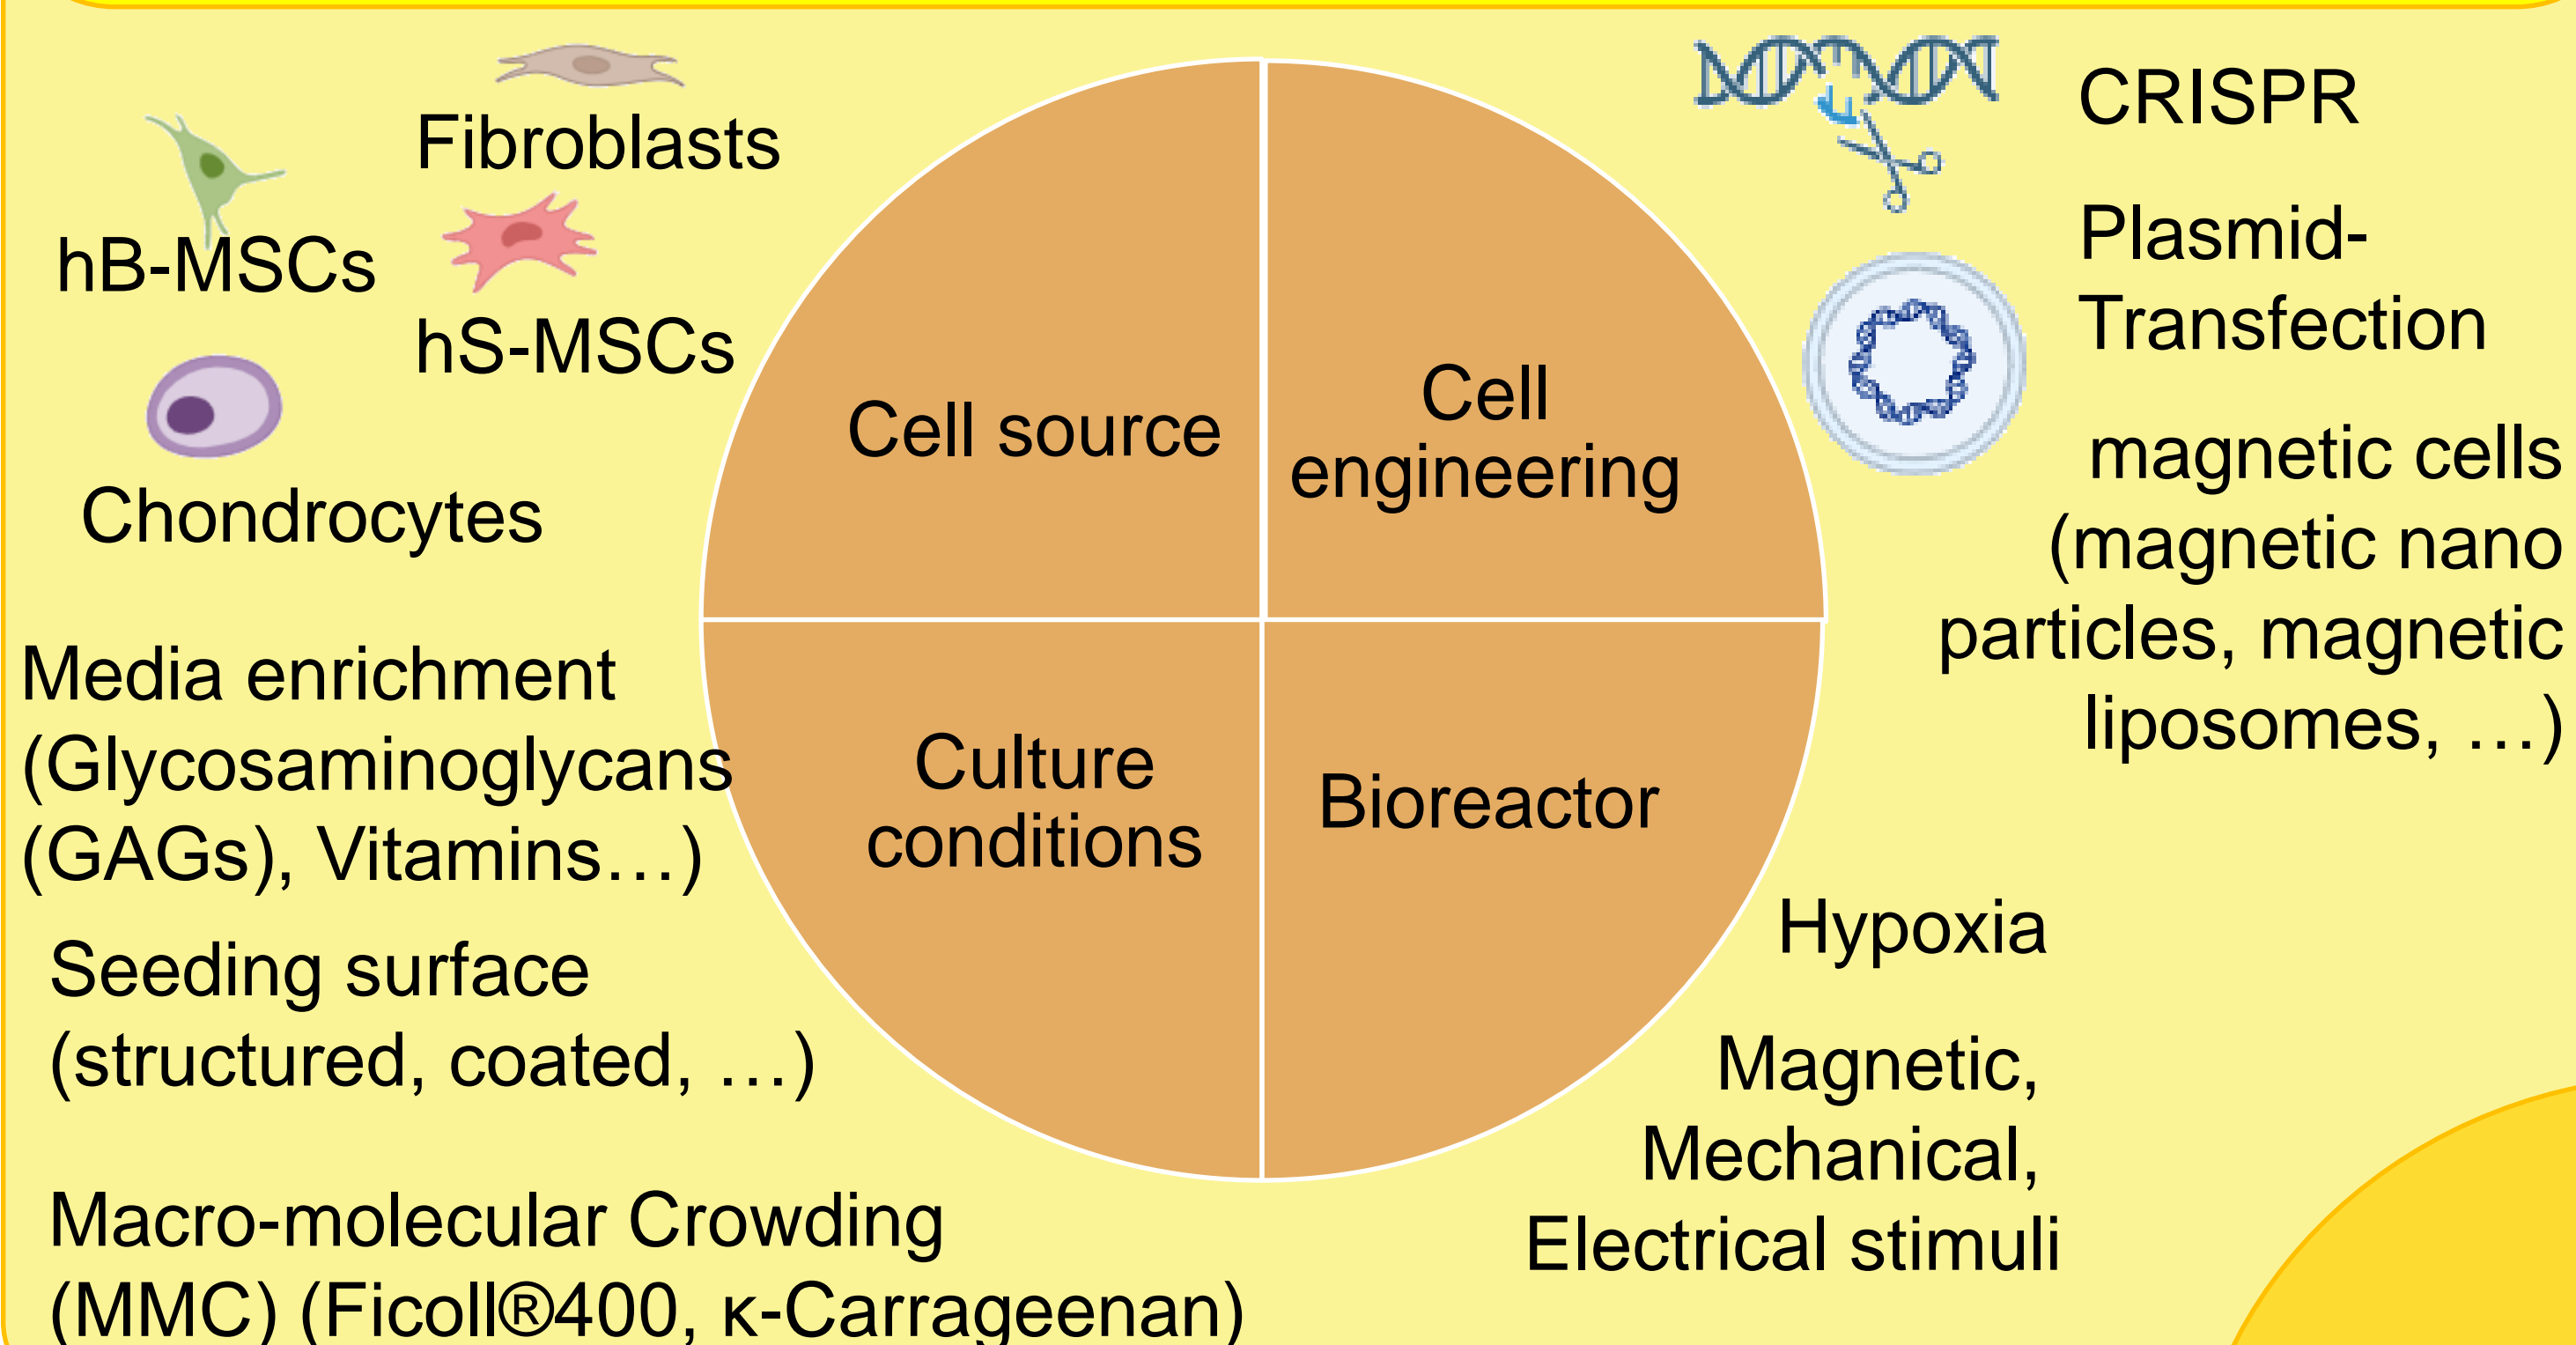 Fibroblasts
hB-MSCs
hS-MSCs
Chondrocytes
Cell source
Cell
engineering
CRISPR
Plasmid-
Transfection
magnetic cells
(magnetic nano
particles, magnetic
liposomes, …)
Media enrichment
(Glycosaminoglycans
(GAGs), Vitamins…)
Seeding surface
(structured, coated, …)
Macro-molecular Crowding
(MMC) (Ficoll®400, κ-Carrageenan)
Culture
conditions
Bioreactor
Hypoxia
Magnetic,
Mechanical,
Electrical stimuli